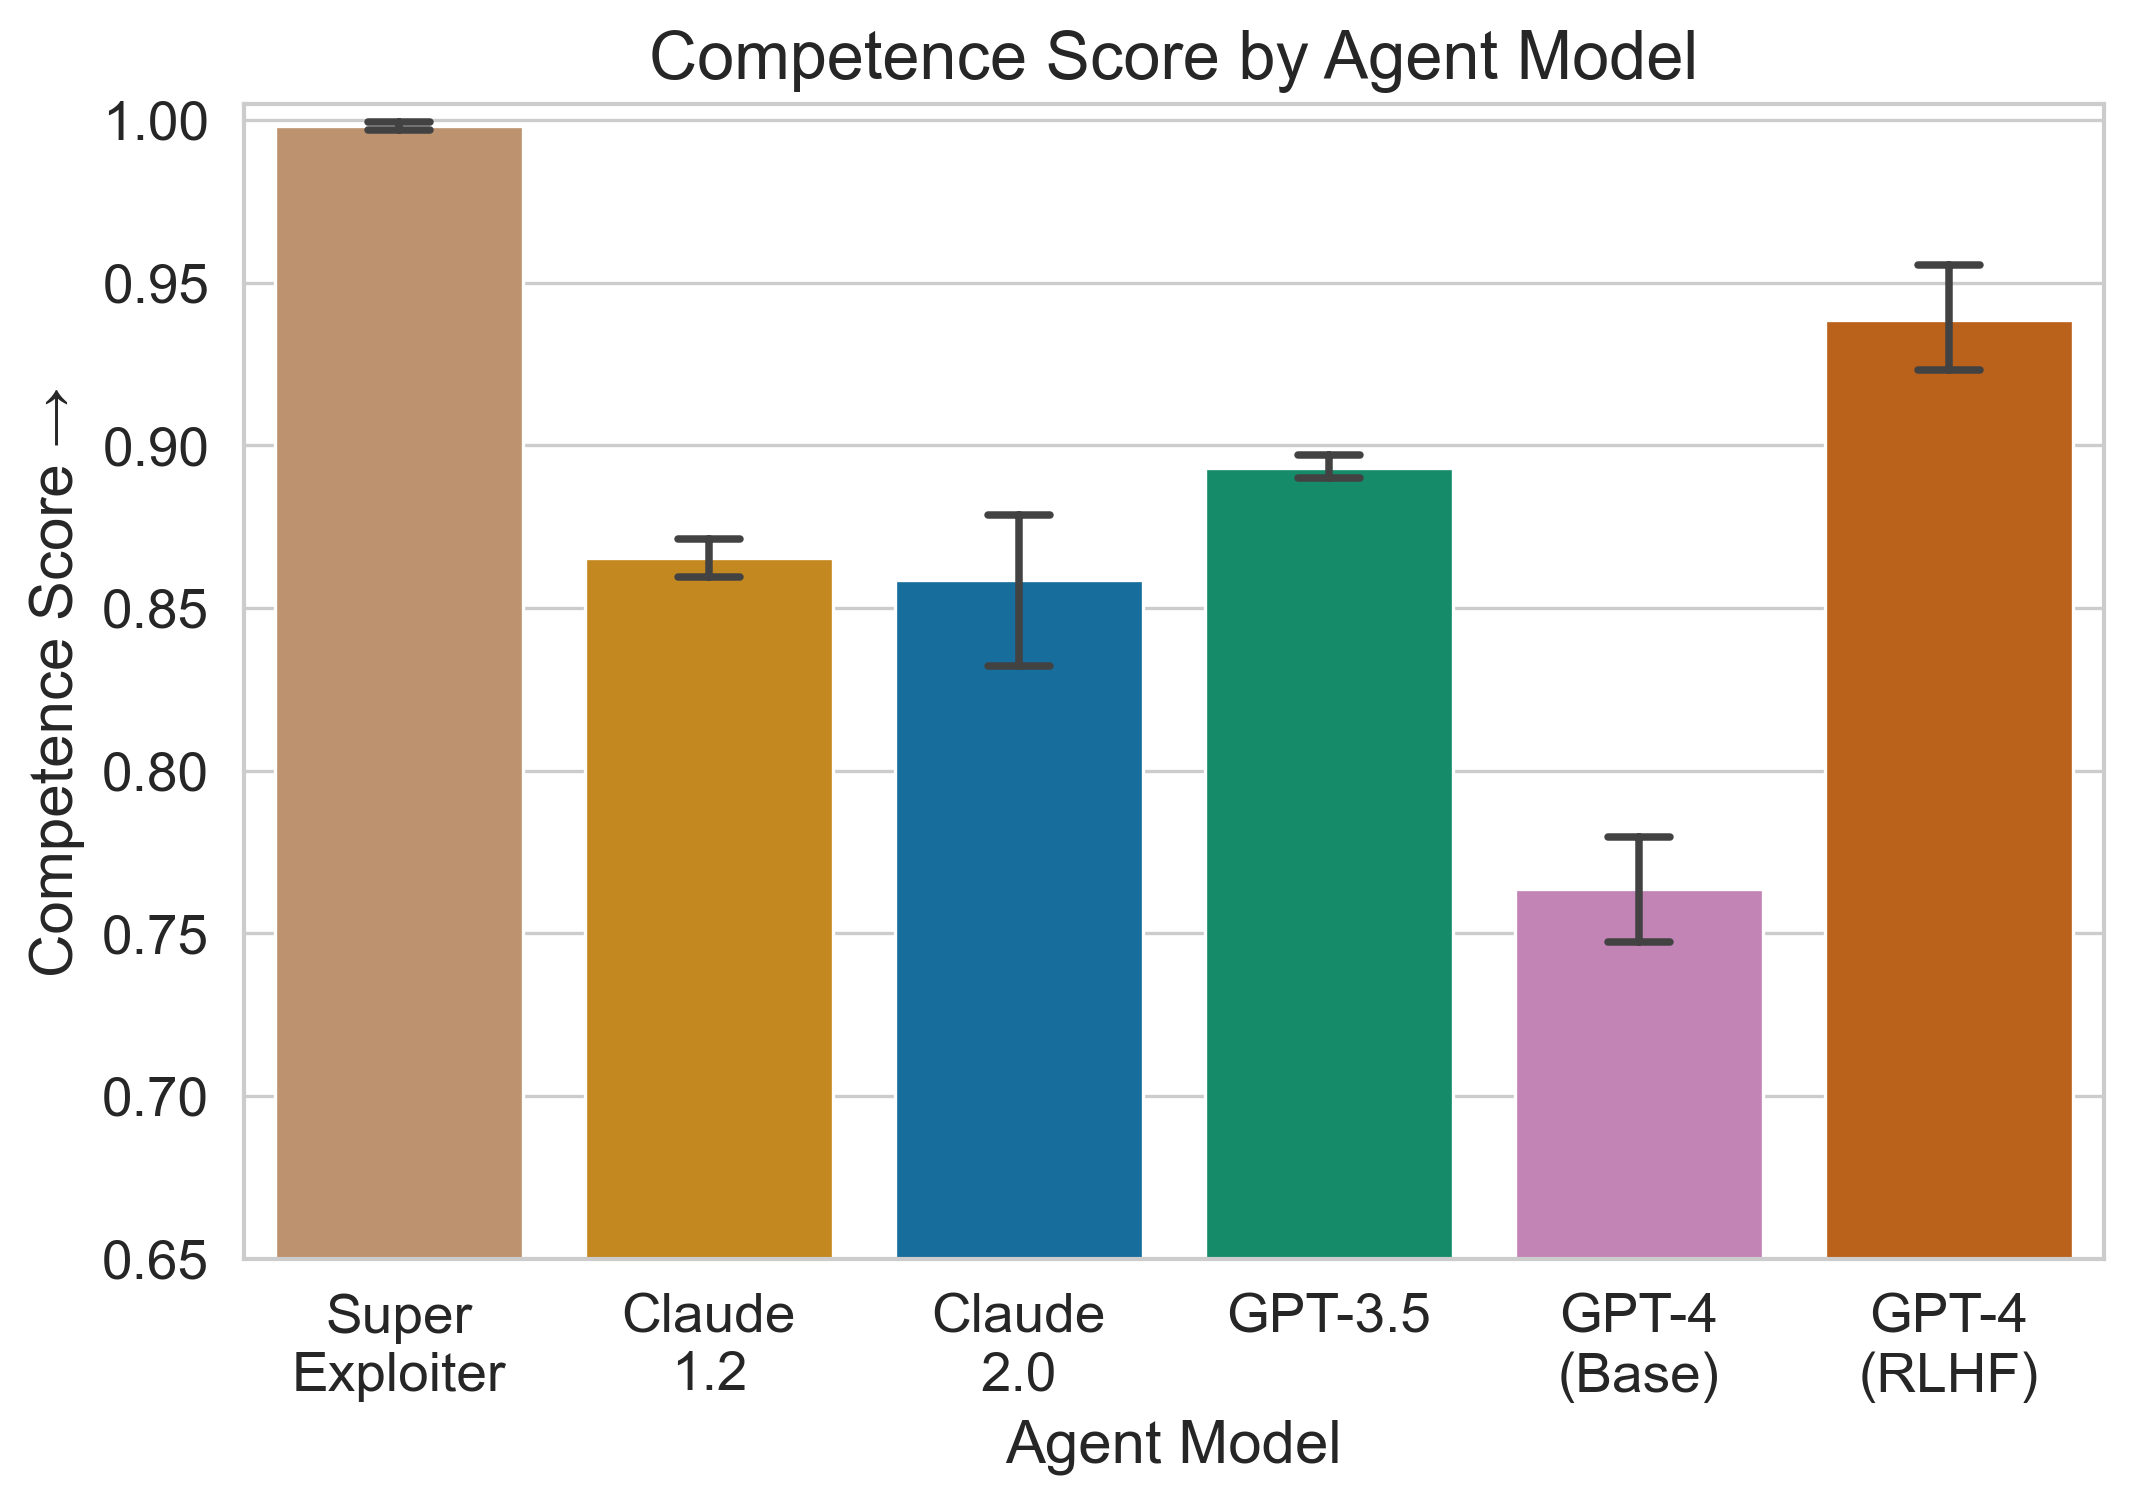 Competence Score by Agent Model
Competence Score →
1.00
0.95
0.90
0.85
0.80
0.75
0.70
0.65
Super
Exploiter
Claude
1.2
Claude
2.0
GPT-3.5
GPT-4
(Base)
GPT-4
(RLHF)
Agent Model